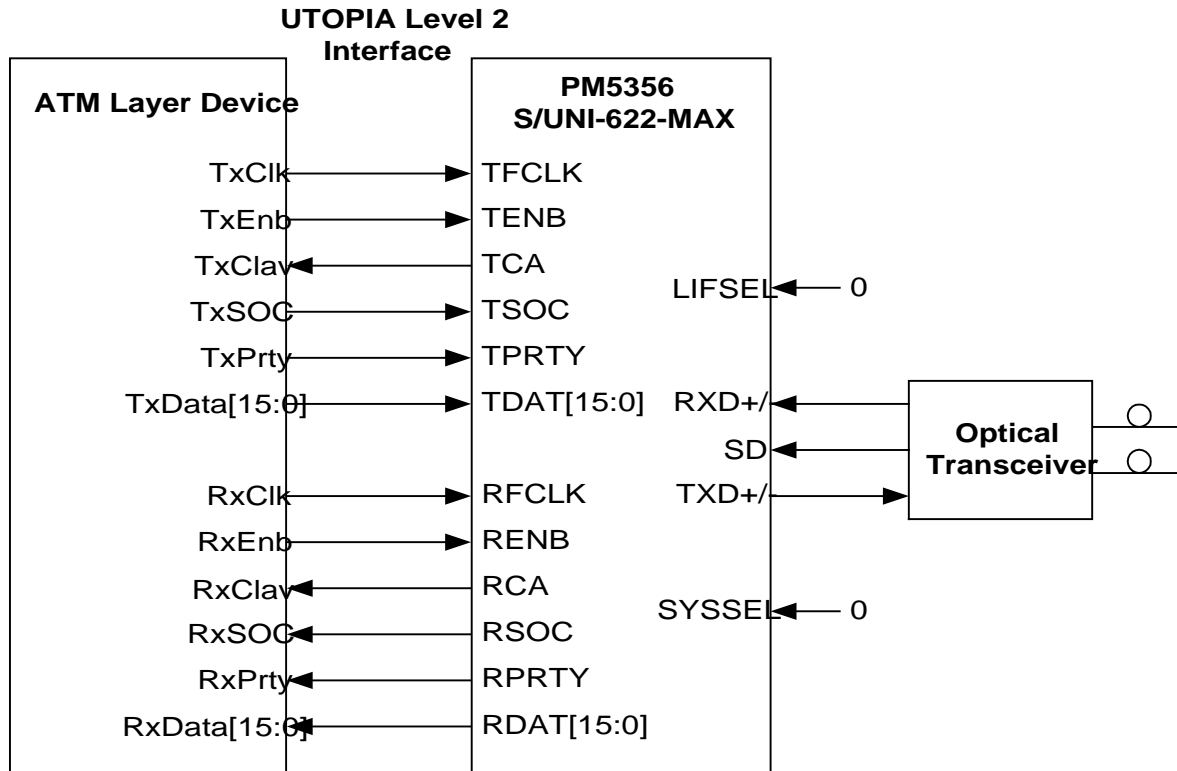 UTOPIA Level 2
Interface
ATM Layer Device
PM5356
S/UNI-622-MAX
TxClk
TFCLK
TxEnb
TENB
TxClav
TCA
LIFSEL
0
TxSOC
TSOC
TxPrty
TPRTY
TxData[15:0]
TDAT[15:0]
RXD+/-
Optical
Transceiver
SD
RxClk
RFCLK
TXD+/-
RxEnb
RENB
RxClav
RCA
SYSSEL
0
RxSOC
RSOC
RxPrty
RPRTY
RxData[15:0]
RDAT[15:0]